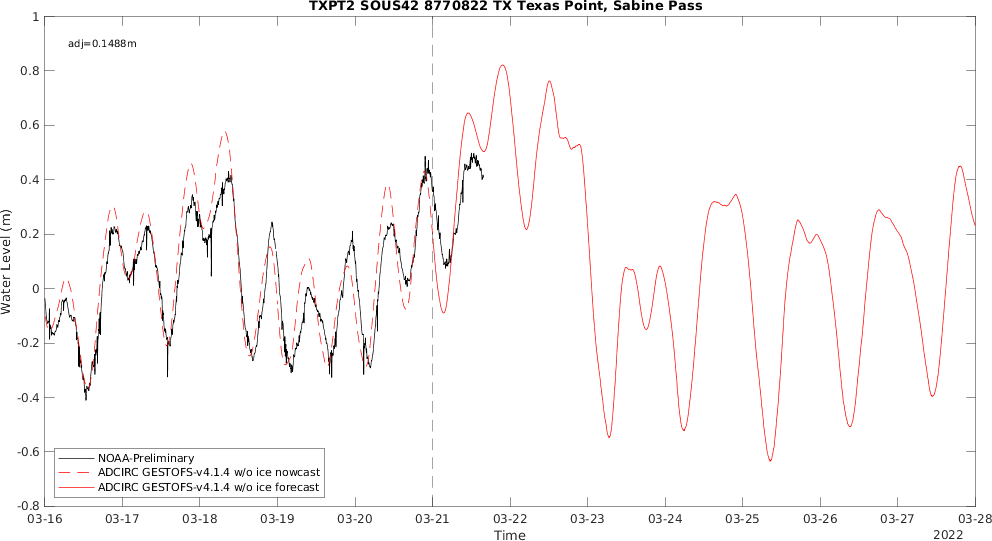 TXPT2 SOUS42 8770822 TX Texas Point, Sabine Pass
adj=0.1488m
1
0.8
0.6
0.4
0.2
0
-0.2
-0.4
-0.6
-0.8
Water Level (m)
NOAA-Preliminary
ADCIRC GESTOFS-v4.1.4 w/o ice nowcast
ADCIRC GESTOFS-v4.1.4 w/o ice forecast
03-16 03-17 03-18 03-19 03-20 03-21 03-22 03-23 03-24 03-25 03-26 03-27 03-28
Time
2022